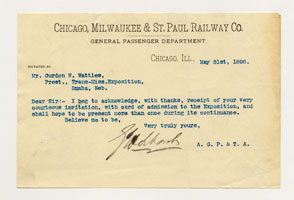 CHICAGO, MILWAUKEE & ST. PAUL RAILWAY CO.
GENERAL PASSENGER DEPARTMENT.
CHICAGO, ILL., May 31st, 1898.
Mr. Gurdon W. Wattles,
Prest., Trans-Miss. Exposition,
Omaha, Neb.
Dear Sir:- I beg to acknowledge, with thanks, receipt of your very
courteous invitation, with card of admission to the Exposition, and
shall hope to be present more than once during its continuance.
Believe me to be,
Very truly yours,
A. G. P. & T. A.